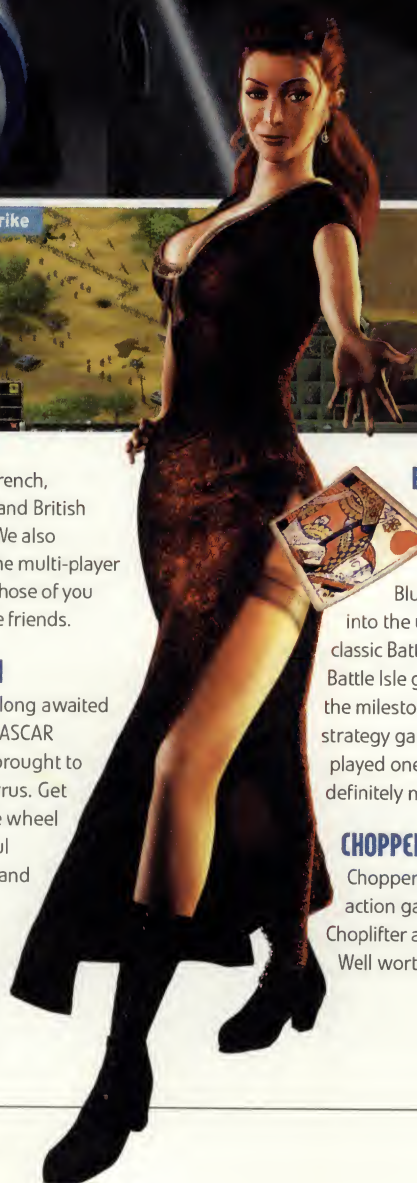 rike
rench,
and British
We also
ne multi-player
hose of you
e friends.
long awaited
ASCAR
brought to
rus. Get
e wheel
ul
and
Blu
into the u
classic Batt
Battle Isle g
the mileston
strategy ga
played one
definitely n
CHOPPE
Chopper
action ga
Choplifter a
Well wort